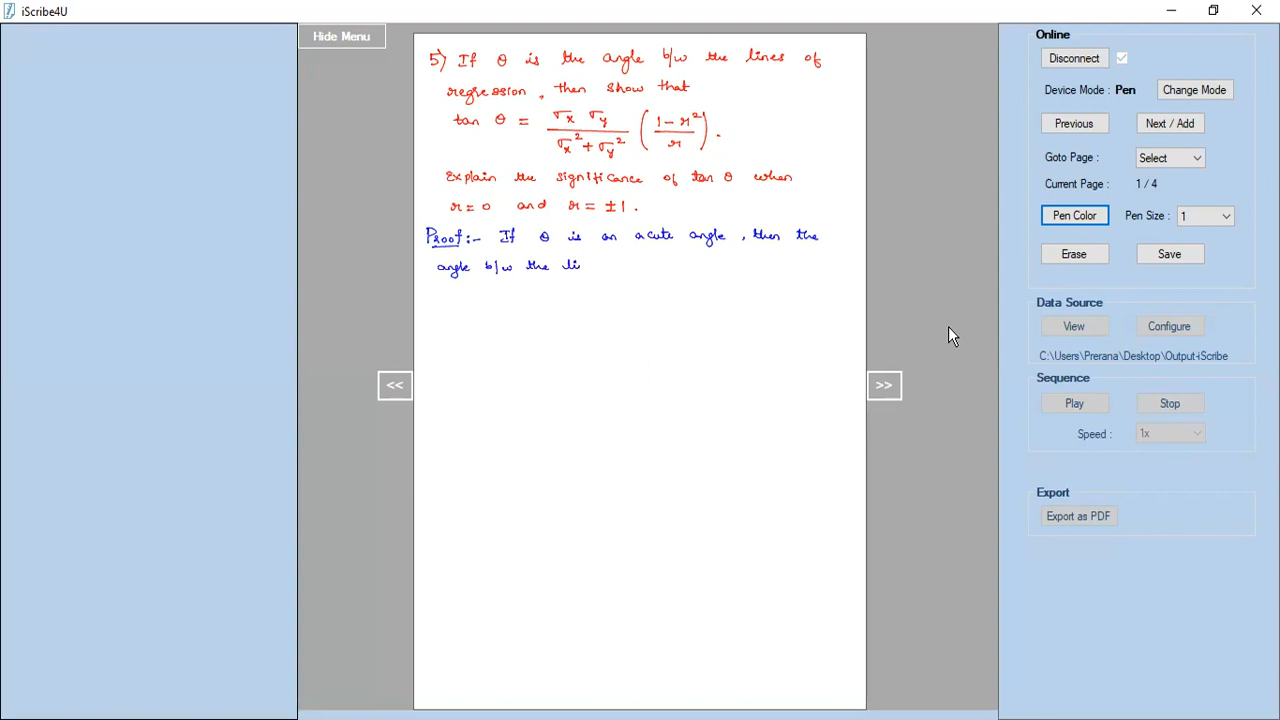 iScribe4U
Hide Menu
5) If θ is the angle b/w the lines of
regression, then show that
tan θ = σx σy / σx² + σy² (1 - r² / r).
Explain the significance of tan θ when
r = 0 and r = ±1.
Proof:- If θ is an acute angle, then the
angle b/w the li
<<
>>
Online
Disconnect
Device Mode : Pen
Change Mode
Previous
Next / Add
Goto Page :
Select
Current Page :
1 / 4
Pen Color
Pen Size :
1
Erase
Save
Data Source
View
Configure
C:\Users\Prerana\Desktop\Output-iScribe
Sequence
Play
Stop
Speed :
1x
Export
Export as PDF